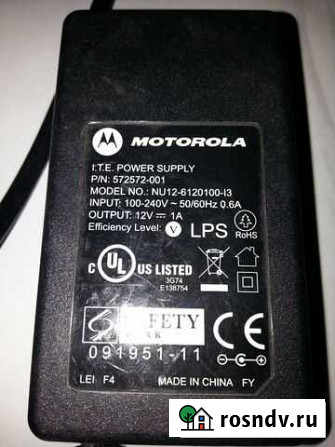 MOTOROLA
I.T.E. POWER SUPPLY
P/N: 572572-001
MODEL NO.: NU12-6120100-I3
INPUT: 100-240V ~ 50/60Hz 0.6A
OUTPUT: 12V ⎓ 1A
Efficiency Level: V LPS RoHS
C UL US LISTED
3G74
E138754
FETY
CE
091951-11
LEI F4 MADE IN CHINA FY
rosndv.ru